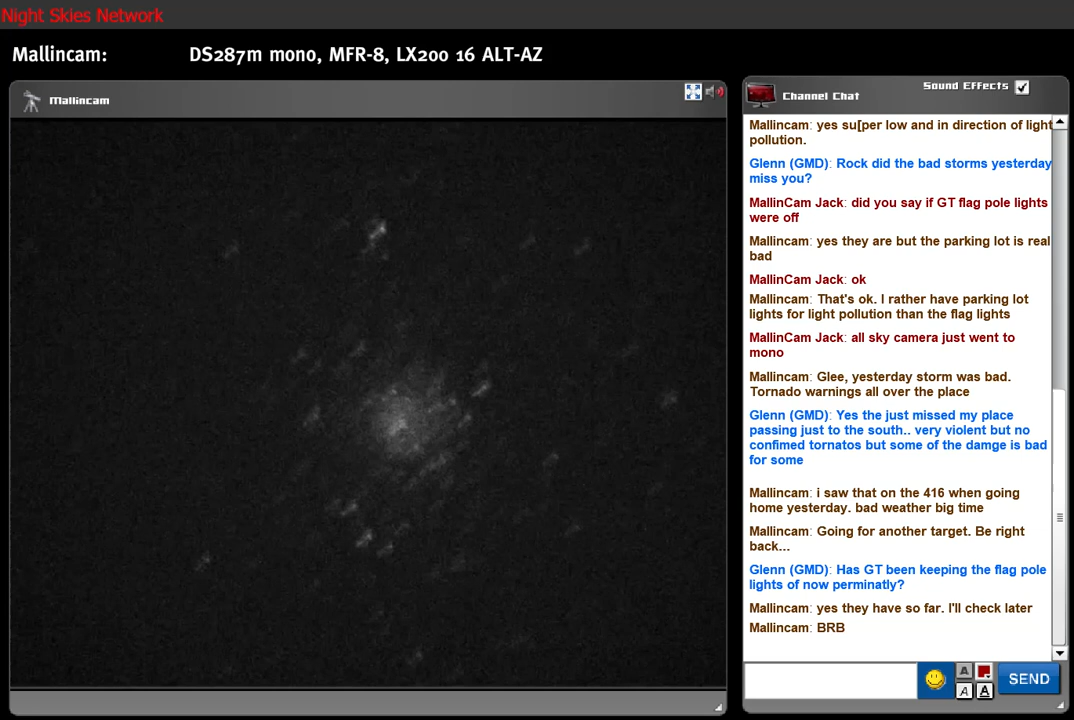 Night Skies Network
Mallincam: DS287m mono, MFR-8, LX200 16 ALT-AZ
Mallincam
Channel Chat
Sound Effects
Mallincam: yes su[per low and in direction of light
pollution.
Glenn (GMD): Rock did the bad storms yesterday
miss you?
MallinCam Jack: did you say if GT flag pole lights
were off
Mallincam: yes they are but the parking lot is real
bad
MallinCam Jack: ok
Mallincam: That's ok. I rather have parking lot
lights for light pollution than the flag lights
MallinCam Jack: all sky camera just went to
mono
Mallincam: Glee, yesterday storm was bad.
Tornado warnings all over the place
Glenn (GMD): Yes the just missed my place
passing just to the south.. very violent but no
confimed tornatos but some of the damge is bad
for some
Mallincam: i saw that on the 416 when going
home yesterday. bad weather big time
Mallincam: Going for another target. Be right
back...
Glenn (GMD): Has GT been keeping the flag pole
lights of now perminatly?
Mallincam: yes they have so far. I'll check later
Mallincam: BRB
A
A A
SEND